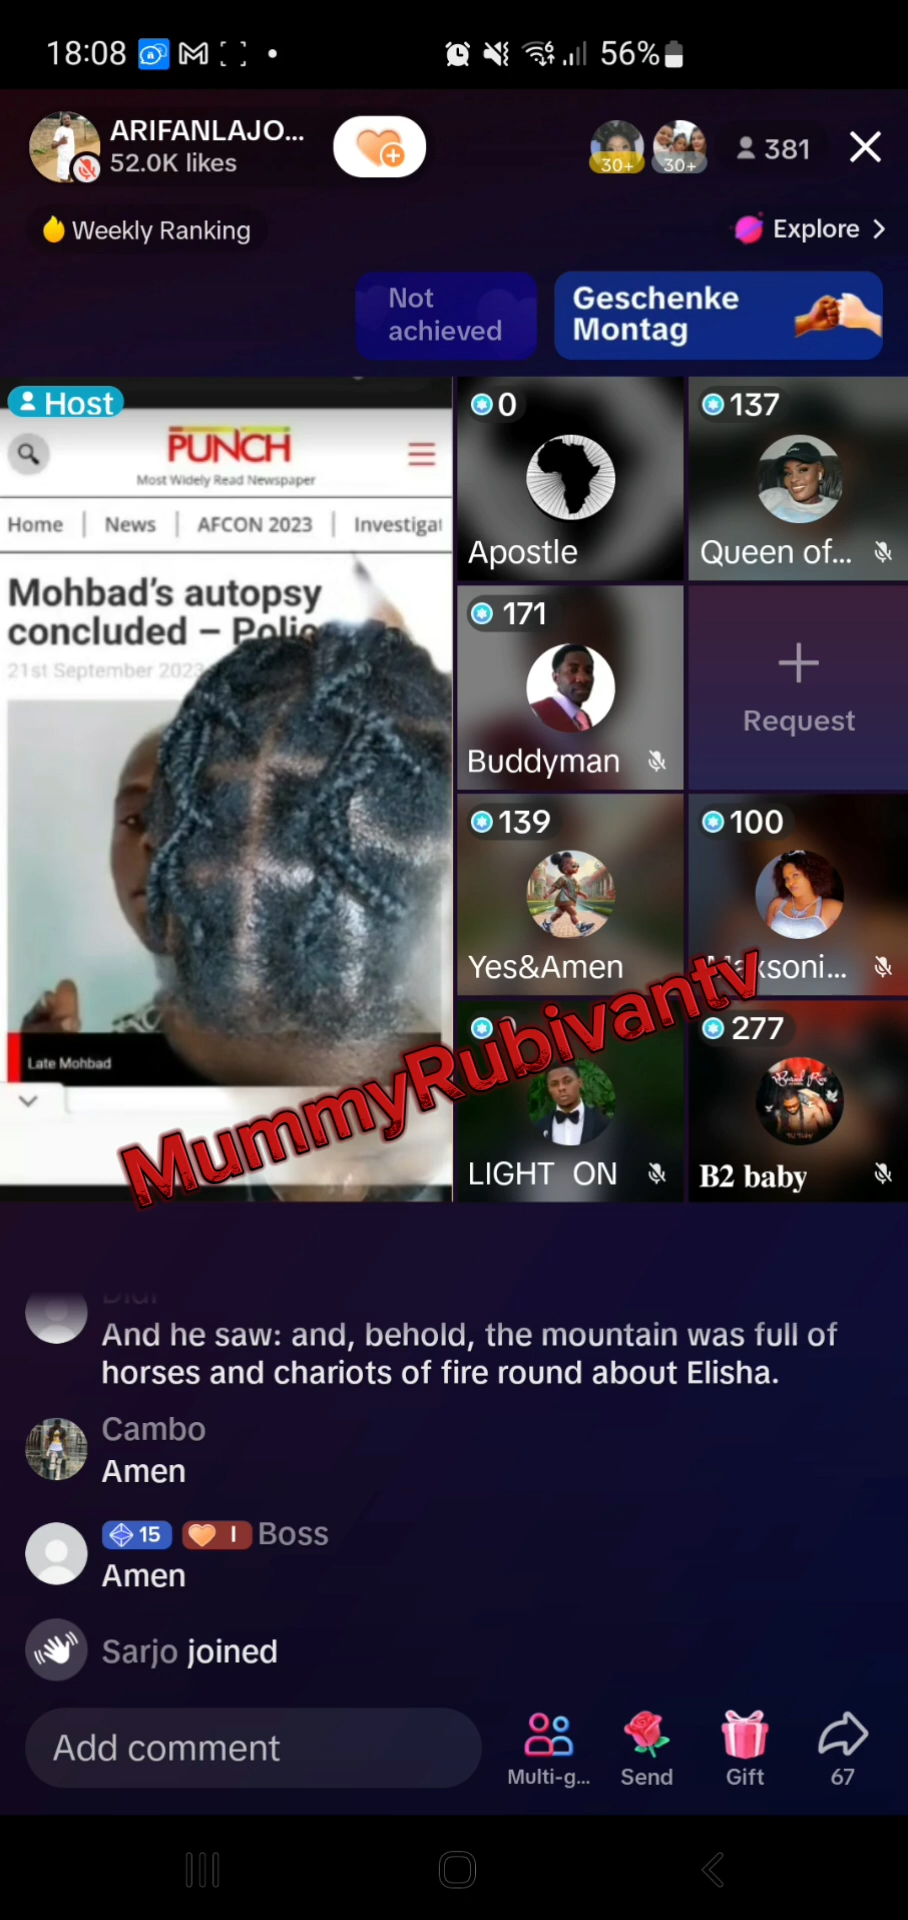 18:08
56%
ARIFANLAJO...
52.0K likes
30+
30+
381
Weekly Ranking
Explore >
Not
achieved
Geschenke
Montag
Host
PUNCH
Most Widely Read Newspaper
Home | News | AFCON 2023 | Investigat
Mohbad's autopsy
concluded – Polic
21st September 2023
Late Mohbad
0
Apostle
137
Queen of...
171
Buddyman
Request
139
Yes&Amen
100
LIGHT ON
277
B2 baby
MummyRubivantv
And he saw: and, behold, the mountain was full of
horses and chariots of fire round about Elisha.
Cambo
Amen
15 I Boss
Amen
Sarjo joined
Add comment
Multi-g...
Send
Gift
67